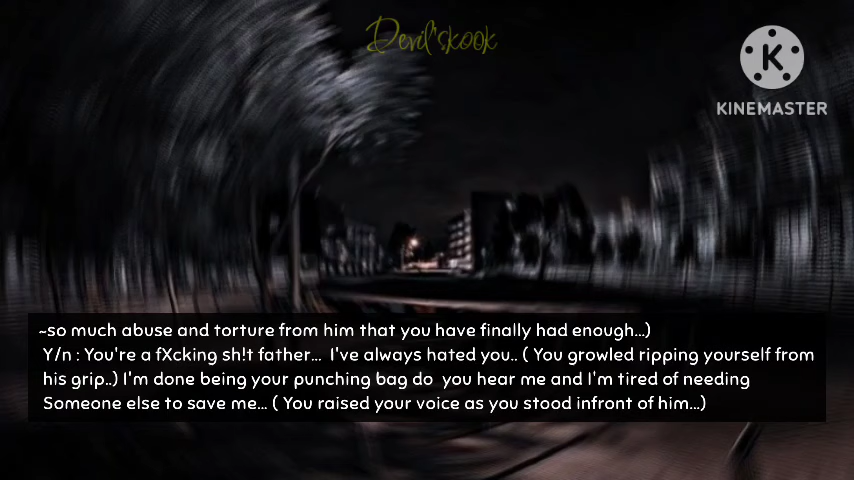 Devil'skook
KINEMASTER
~so much abuse and torture from him that you have finally had enough...)
Y/n : You're a fXcking sh!t father... I've always hated you.. ( You growled ripping yourself from
his grip..) I'm done being your punching bag do you hear me and I'm tired of needing
Someone else to save me... ( You raised your voice as you stood infront of him...)